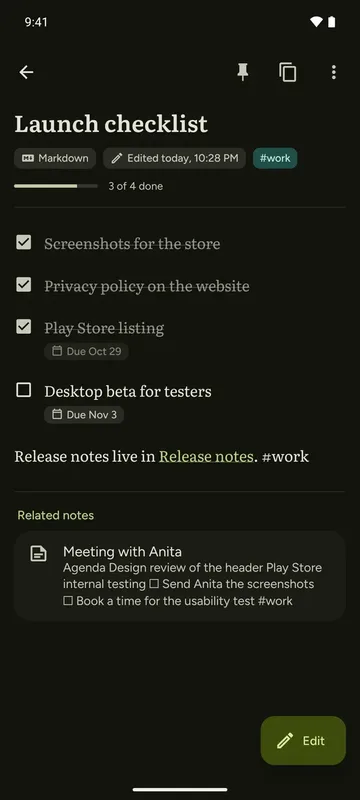 9:41
Launch checklist
Markdown
Edited today, 10:28 PM
#work
3 of 4 done
Screenshots for the store
Privacy policy on the website
Play Store listing
Due Oct 29
Desktop beta for testers
Due Nov 3
Release notes live in Release notes. #work
Related notes
Meeting with Anita
Agenda Design review of the header Play Store
internal testing ☐ Send Anita the screenshots
☐ Book a time for the usability test #work
Edit